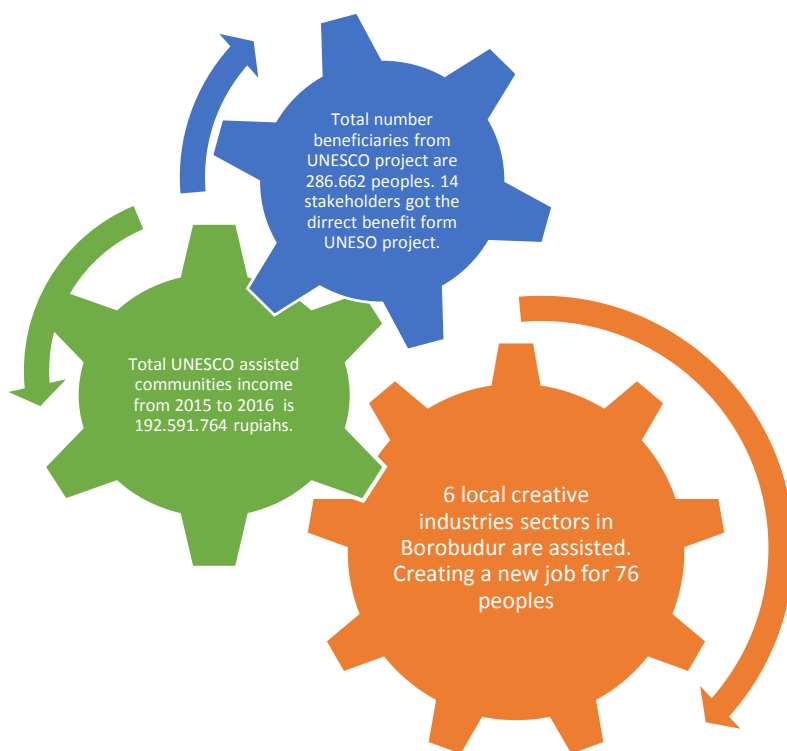 Total number
beneficiaries from
UNESCO project are
286.662 peoples. 14
stakeholders got the
dirrect benefit form
UNESO project.
Total UNESCO assisted
communities income
from 2015 to 2016 is
192.591.764 rupiahs.
6 local creative
industries sectors in
Borobudur are assisted.
Creating a new job for 76
peoples